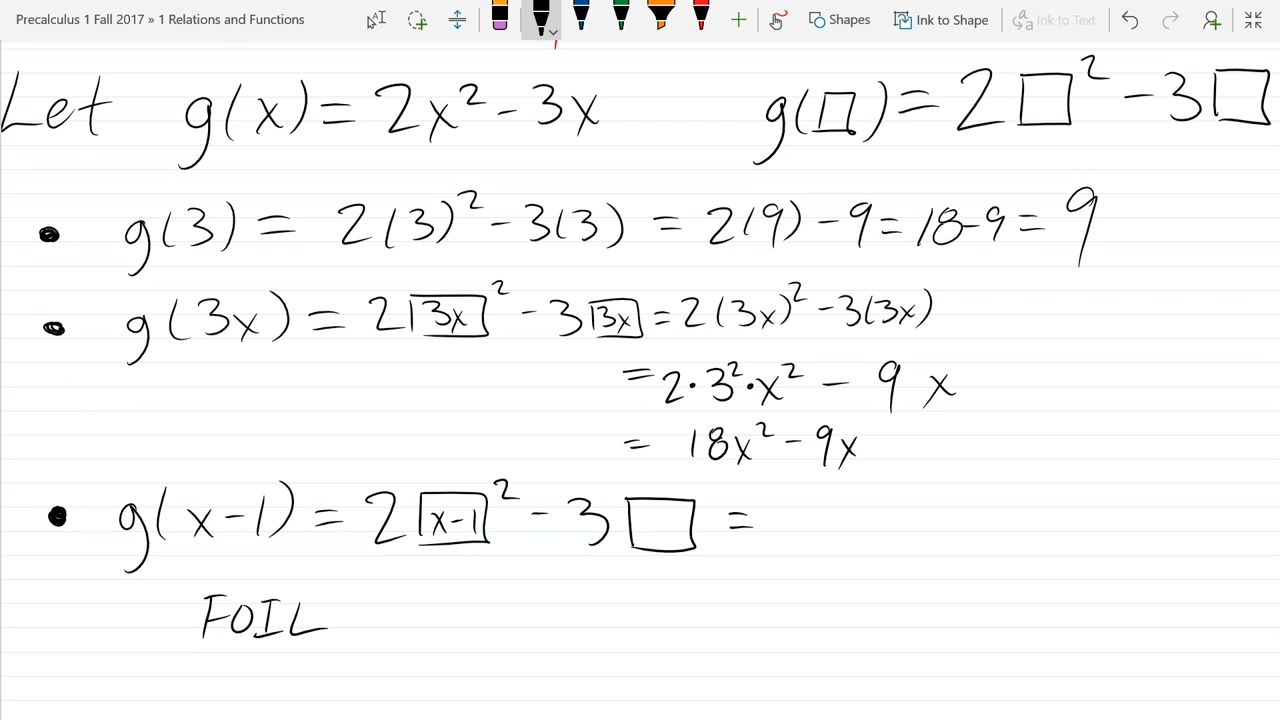 Precalculus 1 Fall 2017 » 1 Relations and Functions
Shapes Ink to Shape Ink to Text
Let g(x) = 2x² - 3x g(□) = 2□² - 3□
• g(3) = 2(3)² - 3(3) = 2(9) - 9 = 18-9 = 9
• g(3x) = 2[3x]² - 3[3x] = 2(3x)² - 3(3x)
= 2·3²·x² - 9x
= 18x² - 9x
• g(x-1) = 2[x-1]² - 3□ =
FOIL